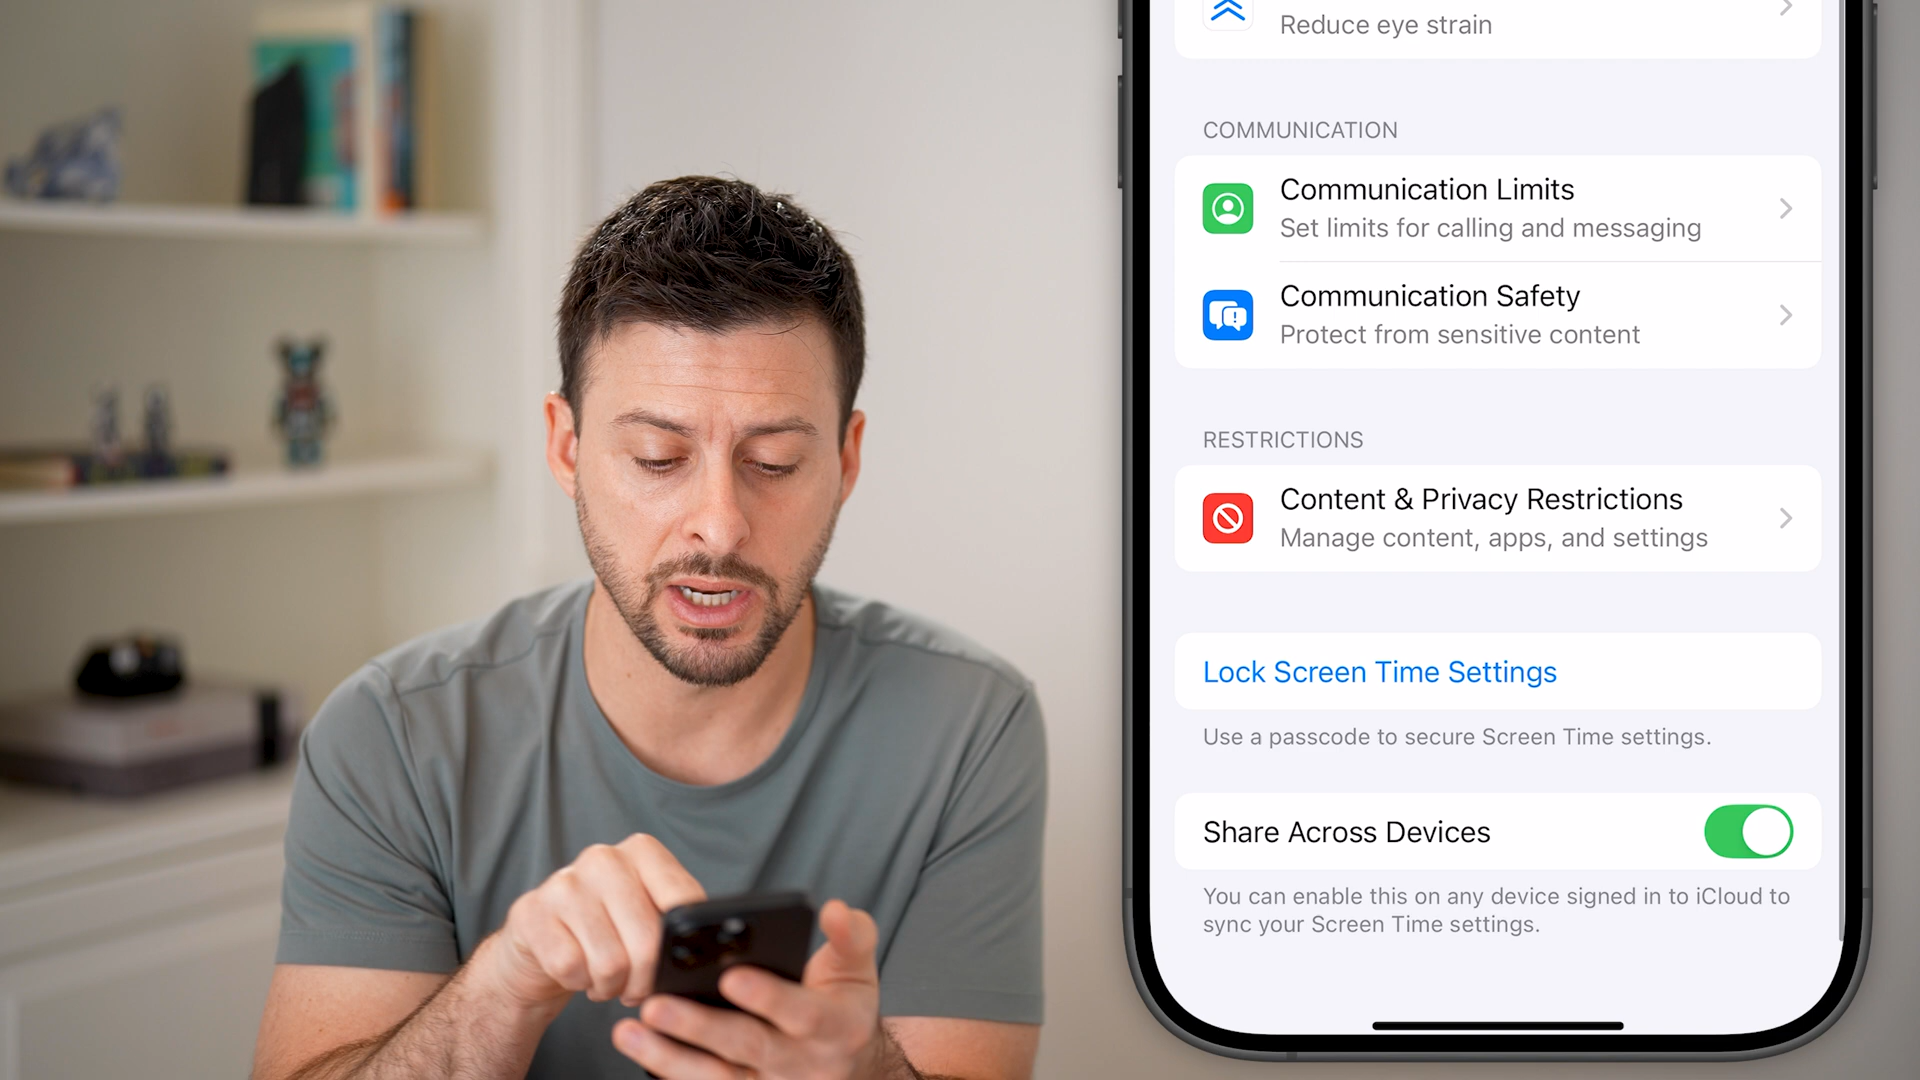 Reduce eye strain
COMMUNICATION
Communication Limits
Set limits for calling and messaging
Communication Safety
Protect from sensitive content
RESTRICTIONS
Content & Privacy Restrictions
Manage content, apps, and settings
Lock Screen Time Settings
Use a passcode to secure Screen Time settings.
Share Across Devices
You can enable this on any device signed in to iCloud to
sync your Screen Time settings.